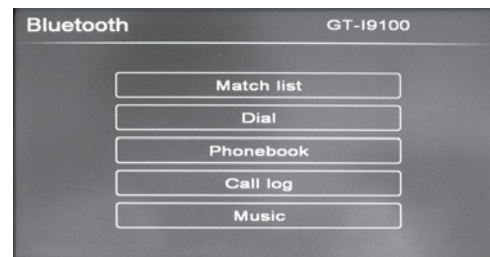 Bluetooth GT-I9100
Match list
Dial
Phonebook
Call log
Music